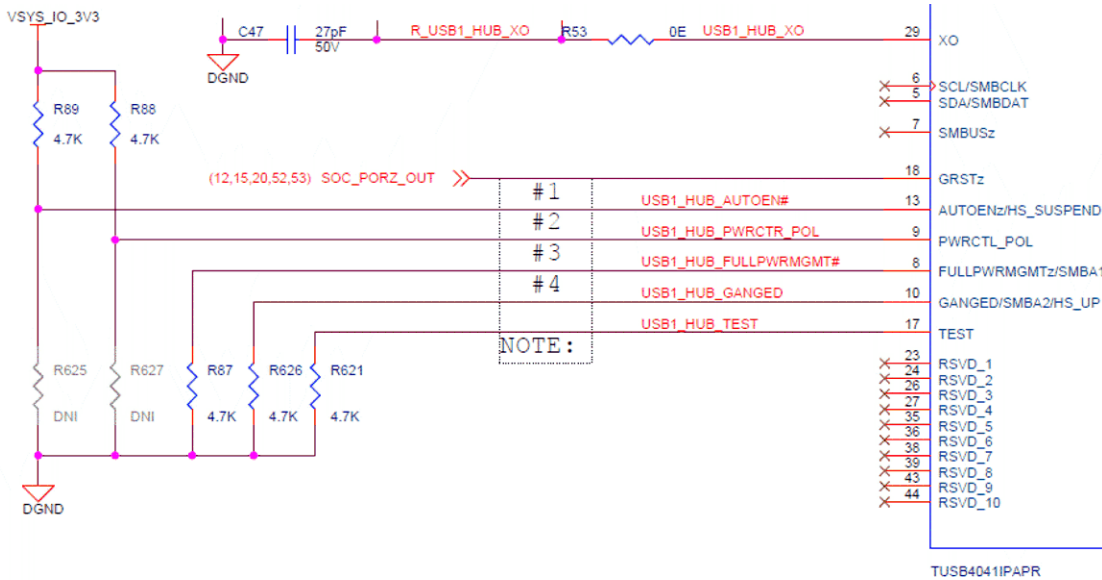 VSYS_IO_3V3
C47
27pF
50V
R_USB1_HUB_XO
R53
0E
USB1_HUB_XO
29
XO
DGND
6
SCL/SMBCLK
5
SDA/SMBDAT
R89
4.7K
R88
4.7K
7
SMBUSz
(12,15,20,52,53) SOC_PORZ_OUT
18
GRSTz
#1
USB1_HUB_AUTOEN#
13
AUTOENz/HS_SUSPEND
#2
USB1_HUB_PWRCTR_POL
9
PWRCTL_POL
#3
USB1_HUB_FULLPWRMGMT#
8
FULLPWRMGMTz/SMBA1
#4
USB1_HUB_GANGED
10
GANGED/SMBA2/HS_UP
USB1_HUB_TEST
17
TEST
NOTE:
23
RSVD_1
24
RSVD_2
26
RSVD_3
27
RSVD_4
35
RSVD_5
36
RSVD_6
38
RSVD_7
39
RSVD_8
43
RSVD_9
44
RSVD_10
R625
DNI
R627
DNI
R87
4.7K
R626
4.7K
R621
4.7K
DGND
TUSB4041IPAPR